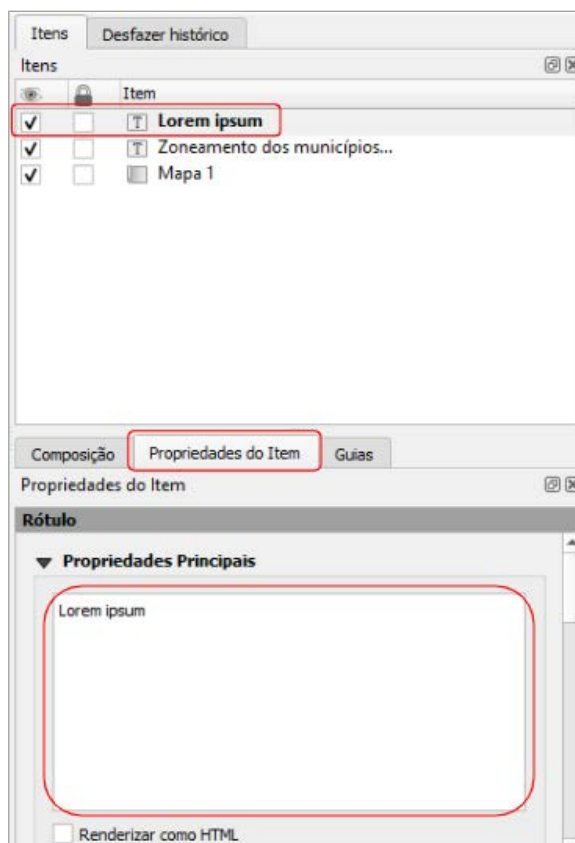 Itens Desfazer histórico
Itens
Item
Lorem ipsum
Zoneamento dos municípios...
Mapa 1
Composição Propriedades do Item Guias
Propriedades do Item
Rótulo
Propriedades Principais
Lorem ipsum
Renderizar como HTML